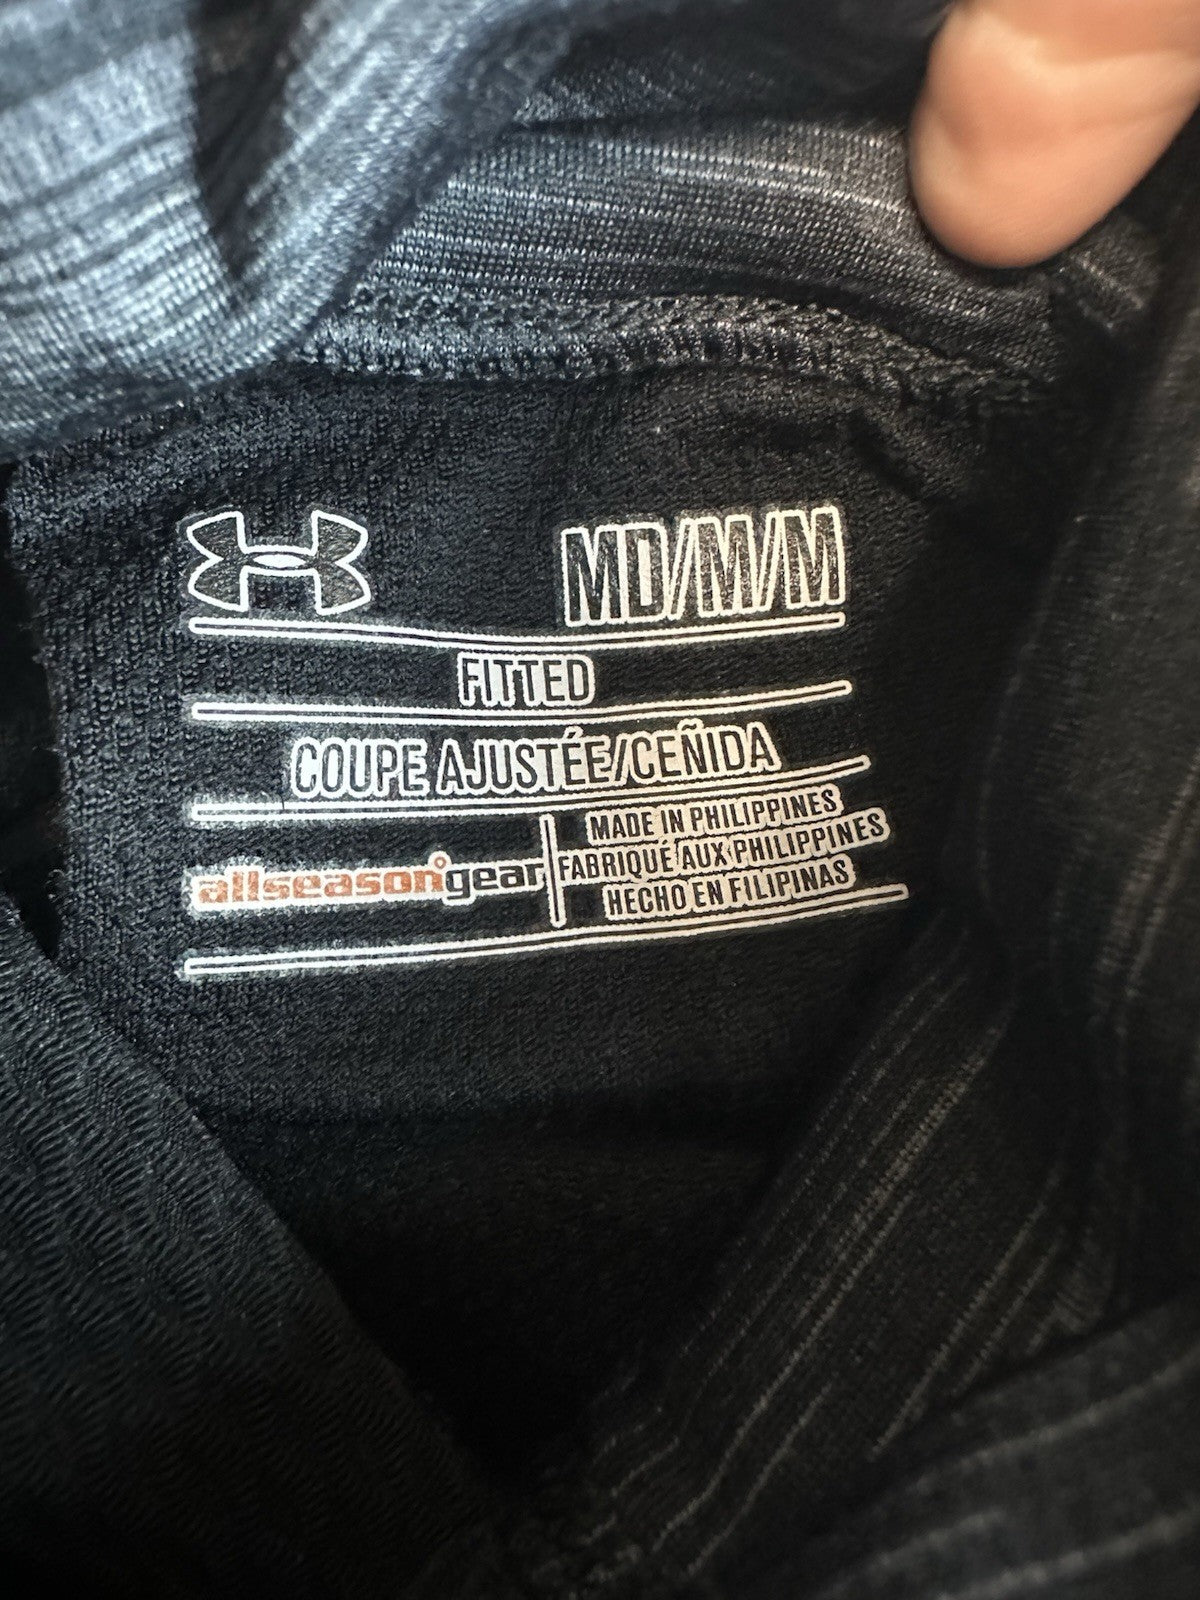 MD/M/M
FITTED
COUPE AJUSTÉE/CEÑIDA
allseasongear
MADE IN PHILIPPINES
FABRIQUÉ AUX PHILIPPINES
HECHO EN FILIPINAS